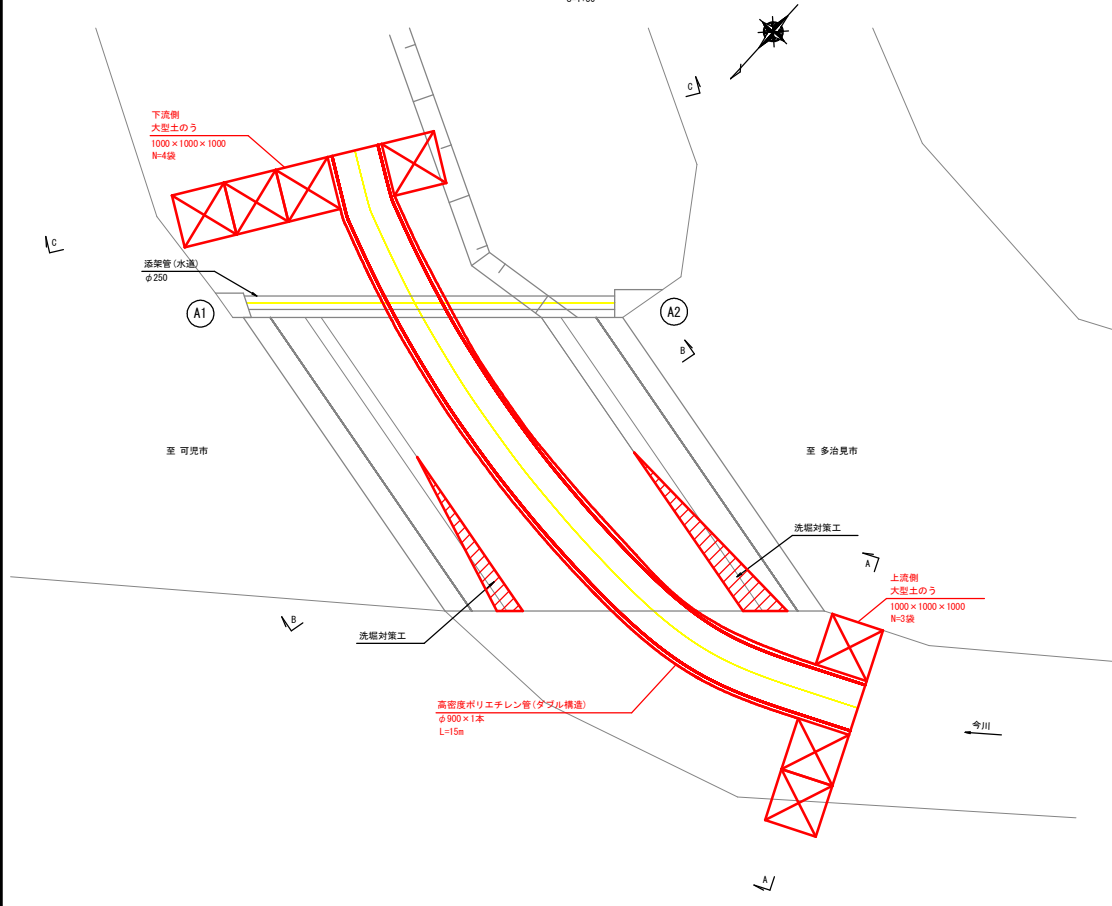 C
下流側
大型土のう
1000×1000×1000
N=4袋
C
添架管(水道)
φ250
A1
A2
B
至 可児市
至 多治見市
洗堀対策工
A
上流側
大型土のう
1000×1000×1000
N=3袋
B
洗堀対策工
高密度ポリエチレン管(ダブル構造)
φ900×1本
L=15m
今川
A